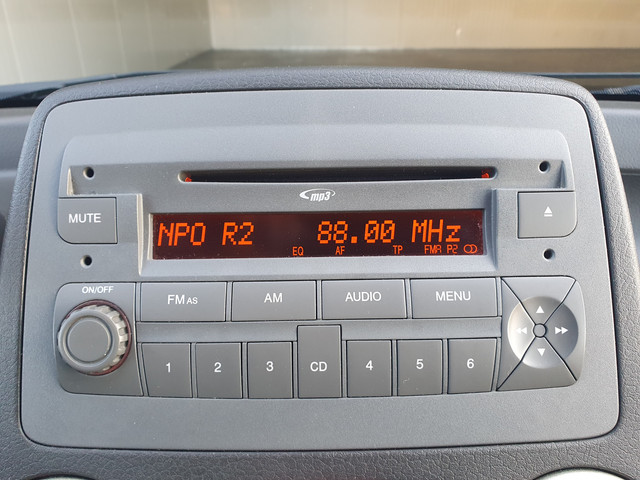 mp3
MUTE
NPO R2 88.00 MHz
EQ AF TP FMA P2
ON/OFF
FM AS AM AUDIO MENU
1 2 3 CD 4 5 6